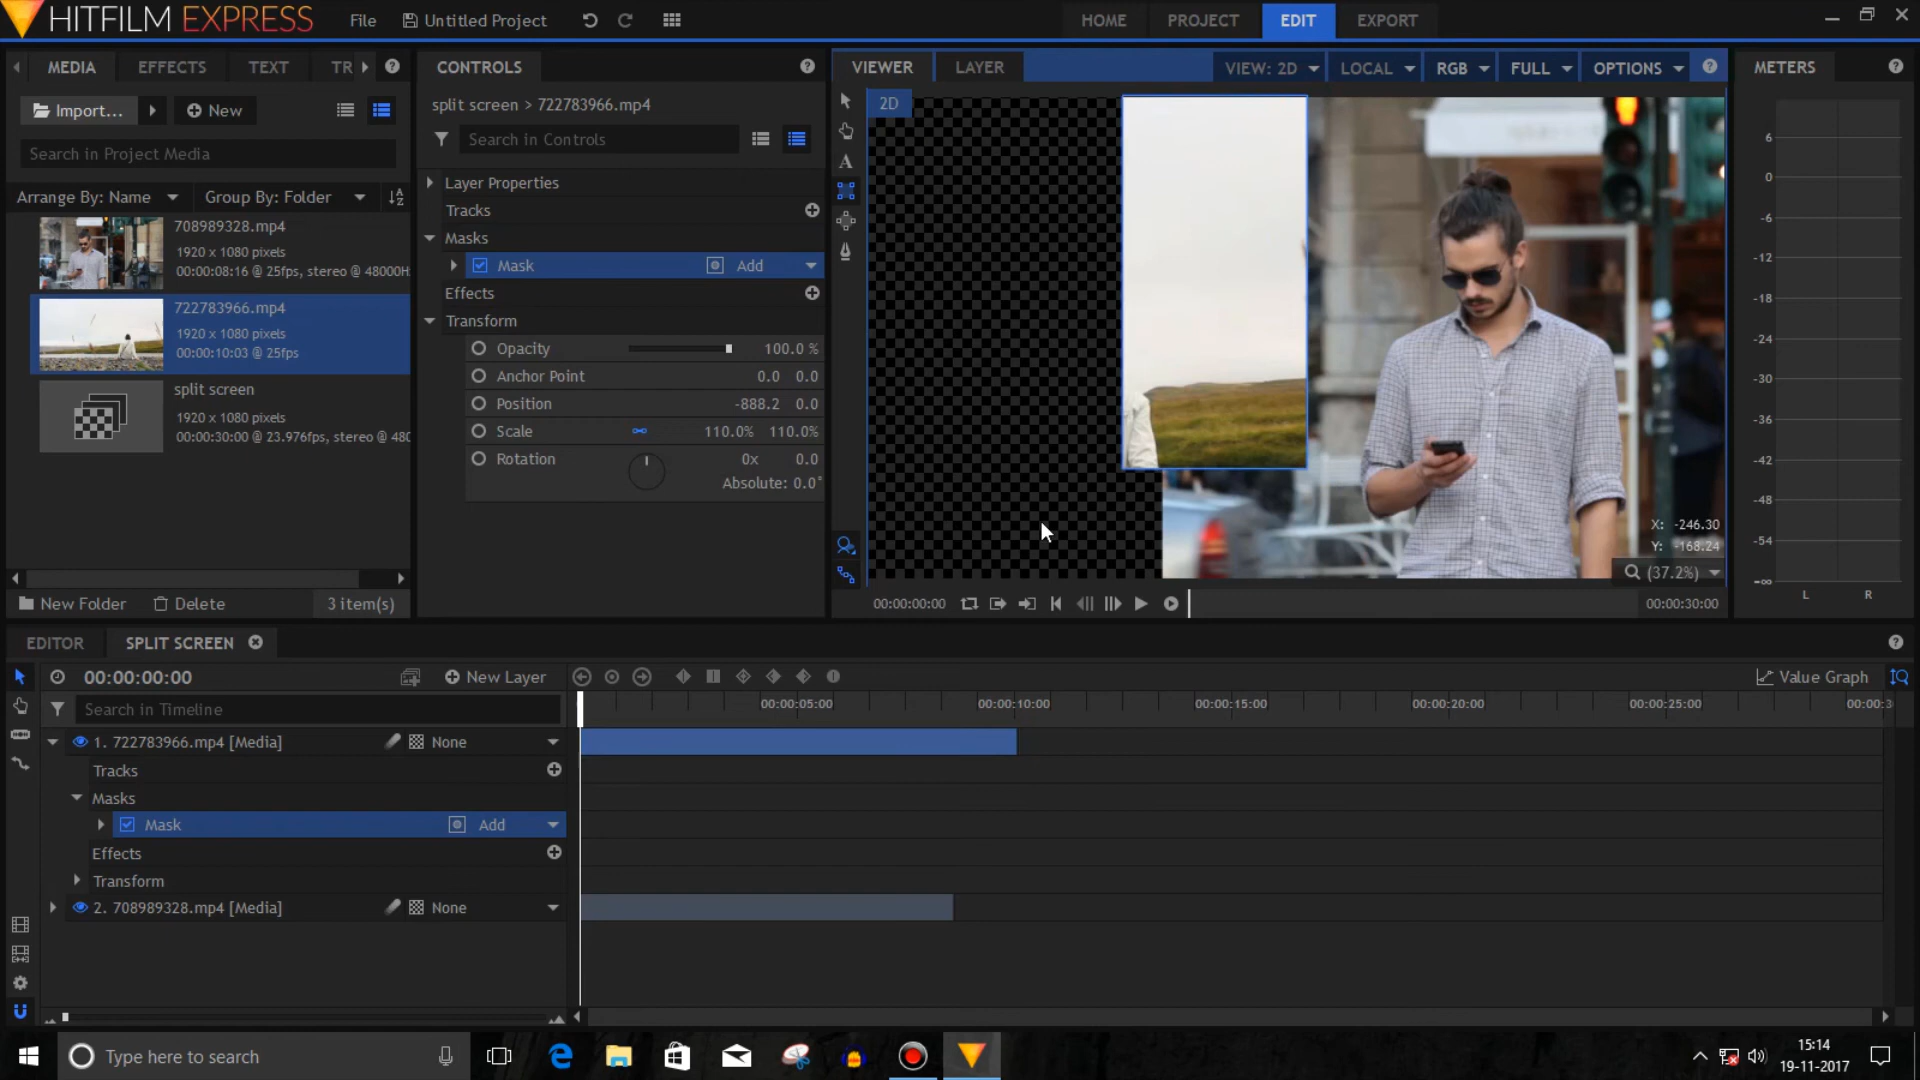 HITFILM EXPRESS
File
Untitled Project
HOME
PROJECT
EDIT
EXPORT
MEDIA
EFFECTS
TEXT
TR
Import...
New
Search in Project Media
Arrange By: Name
Group By: Folder
708989328.mp4
1920 x 1080 pixels
00:00:08:16 @ 25fps, stereo @ 48000H
722783966.mp4
1920 x 1080 pixels
00:00:10:03 @ 25fps
split screen
1920 x 1080 pixels
00:00:30:00 @ 23.976fps, stereo @ 480
New Folder
Delete
3 item(s)
CONTROLS
split screen > 722783966.mp4
Search in Controls
Layer Properties
Tracks
Masks
Mask
Add
Effects
Transform
Opacity
100.0 %
Anchor Point
0.0 0.0
Position
-888.2 0.0
Scale
110.0% 110.0%
Rotation
0x 0.0
Absolute: 0.0°
VIEWER
LAYER
VIEW: 2D
LOCAL
RGB
FULL
OPTIONS
2D
X: -246.30
Y: -168.24
(37.2%)
00:00:00:00
00:00:30:00
METERS
6
0
-6
-12
-18
-24
-30
-36
-42
-48
-54
-∞
L R
EDITOR
SPLIT SCREEN
00:00:00:00
New Layer
Value Graph
Search in Timeline
00:00:05:00
00:00:10:00
00:00:15:00
00:00:20:00
00:00:25:00
00:00:3
1. 722783966.mp4 [Media]
None
Tracks
Masks
Mask
Add
Effects
Transform
2. 708989328.mp4 [Media]
None
Type here to search
15:14
19-11-2017